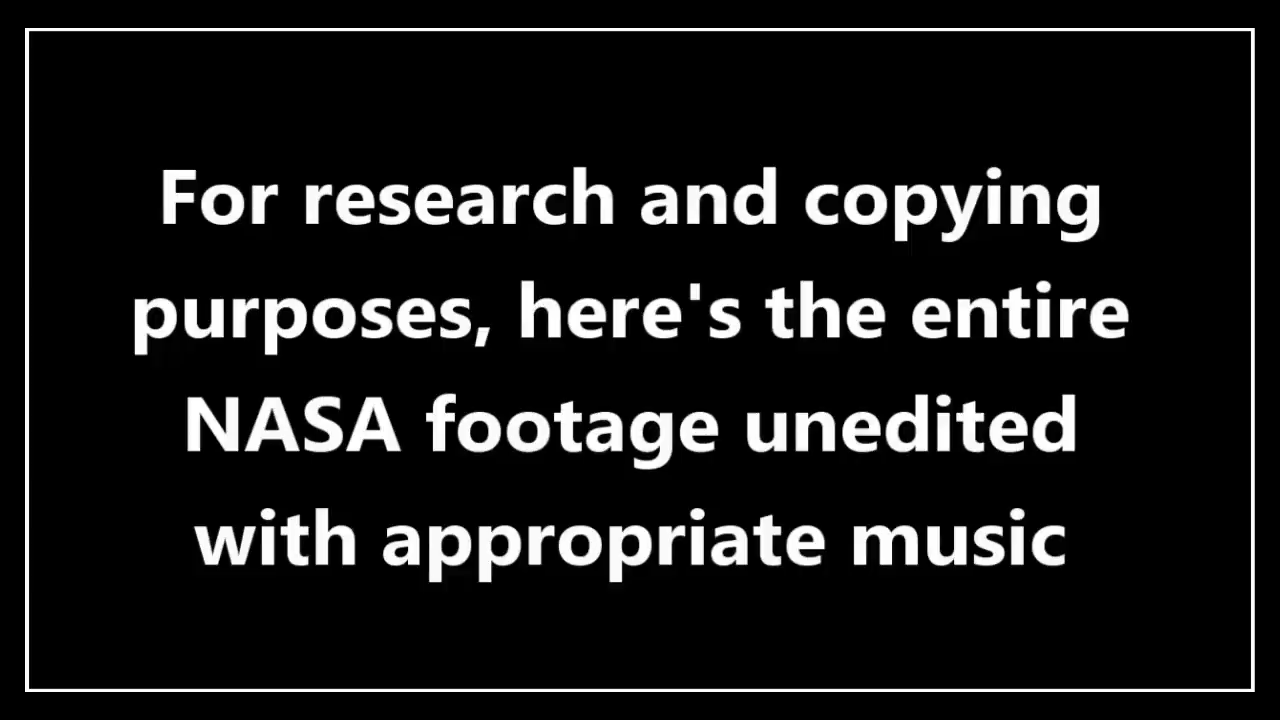 For research and copying
purposes, here's the entire
NASA footage unedited
with appropriate music